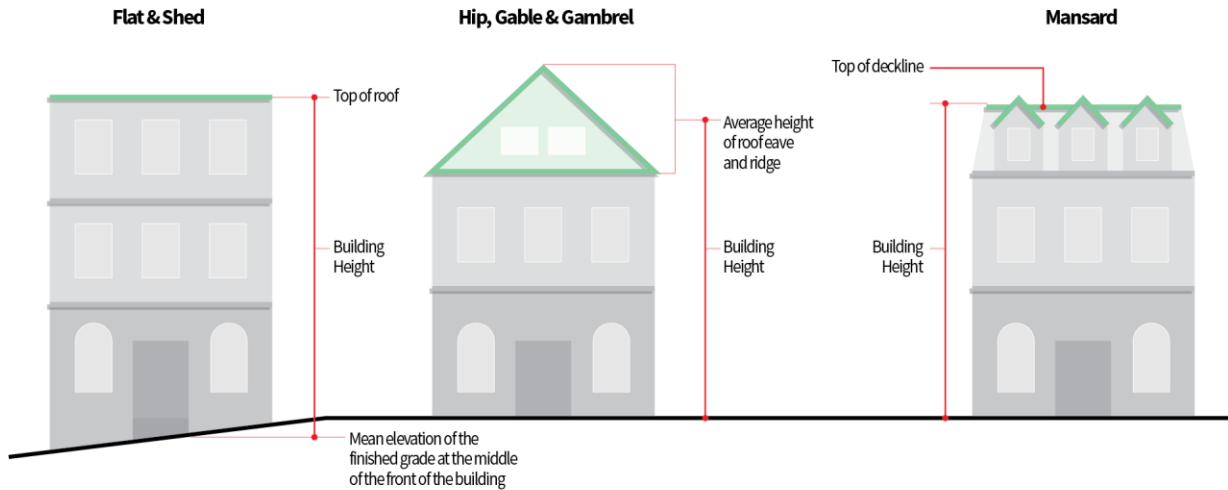 Flat & Shed
Top of roof
Building
Height
Mean elevation of the
finished grade at the middle
of the front of the building
Hip, Gable & Gambrel
Average height
of roof eave
and ridge
Building
Height
Mansard
Top of deckline
Building
Height